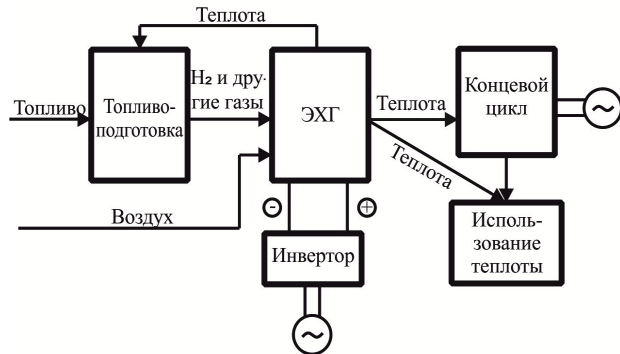 Теплота
H₂ и дру-
гие газы
Топливо
Топливо-
подготовка
ЭХГ
Теплота
Концевой
цикл
~
Теплота
Воздух
-
+
Инвертор
Исполь-
зование
теплоты
~